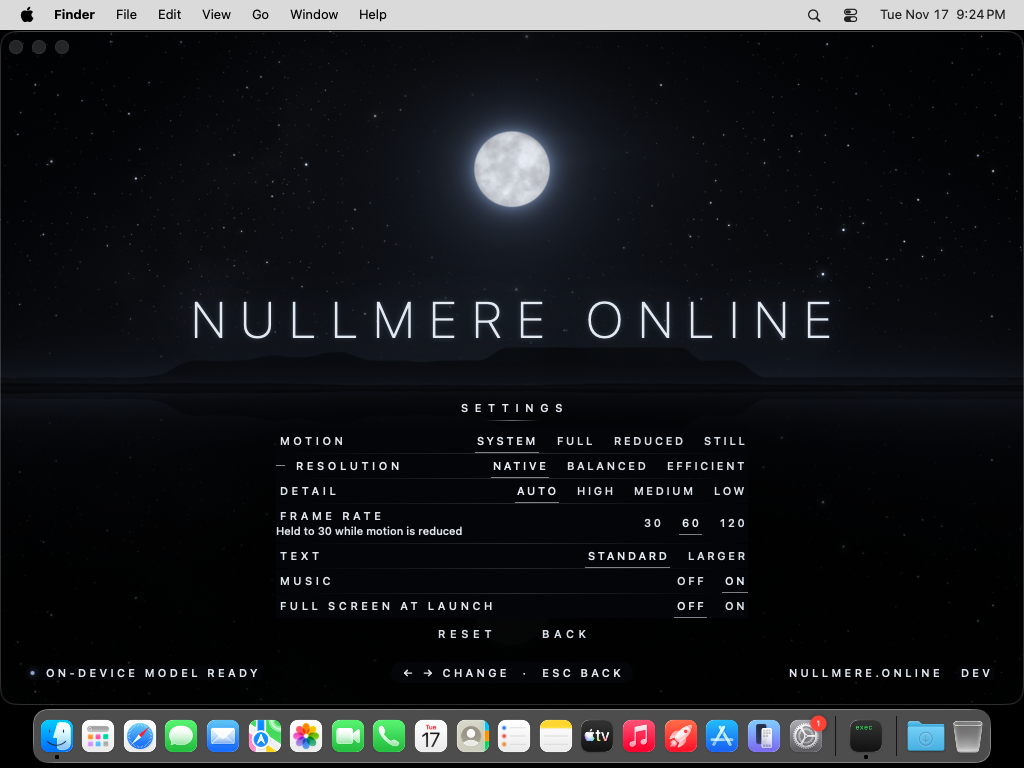 Finder File Edit View Go Window Help Tue Nov 17 9:24 PM
NULLMERE ONLINE
SETTINGS
MOTION SYSTEM FULL REDUCED STILL
— RESOLUTION NATIVE BALANCED EFFICIENT
DETAIL AUTO HIGH MEDIUM LOW
FRAME RATE 30 60 120
Held to 30 while motion is reduced
TEXT STANDARD LARGER
MUSIC OFF ON
FULL SCREEN AT LAUNCH OFF ON
RESET BACK
• ON-DEVICE MODEL READY ← → CHANGE · ESC BACK NULLMERE.ONLINE DEV
Tue 17 tv 1 exec